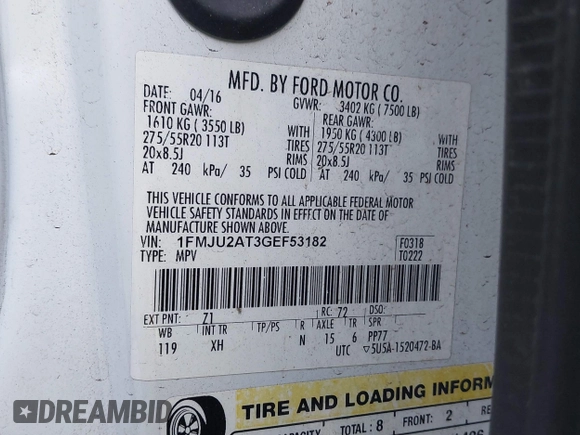 MFD. BY FORD MOTOR CO.
DATE: 04/16 GVWR: 3402 KG ( 7500 LB)
FRONT GAWR: REAR GAWR:
1610 KG ( 3550 LB) WITH 1950 KG ( 4300 LB) WITH
275/55R20 113T TIRES 275/55R20 113T TIRES
20x8.5J RIMS 20x8.5J RIMS
AT 240 kPa/ 35 PSI COLD AT 240 kPa/ 35 PSI COLD
THIS VEHICLE CONFORMS TO ALL APPLICABLE FEDERAL MOTOR
VEHICLE SAFETY STANDARDS IN EFFECT ON THE DATE OF
MANUFACTURE SHOWN ABOVE.
VIN: 1FMJU2AT3GEF53182 F0318
TYPE: MPV T0222
EXT PNT: Z1 RC: 72 DSO:
WB INT TR TP/PS R AXLE TR SPR
119 XH N 15 6 PP77
UTC ▽5U5A-1520472-BA
TIRE AND LOADING INFORM
TOTAL : 8 FRONT: 2
DREAMBID